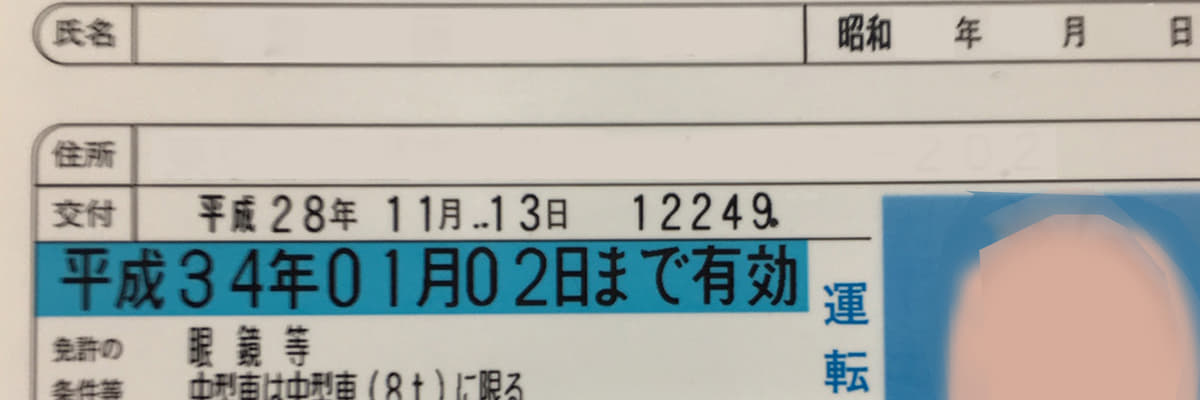 氏名 昭和 年 月 日
住所
交付 平成28年 11月13日 12249
平成34年01月02日まで有効
免許の 眼鏡等
条件等 中型車は中型車(8t)に限る
運転